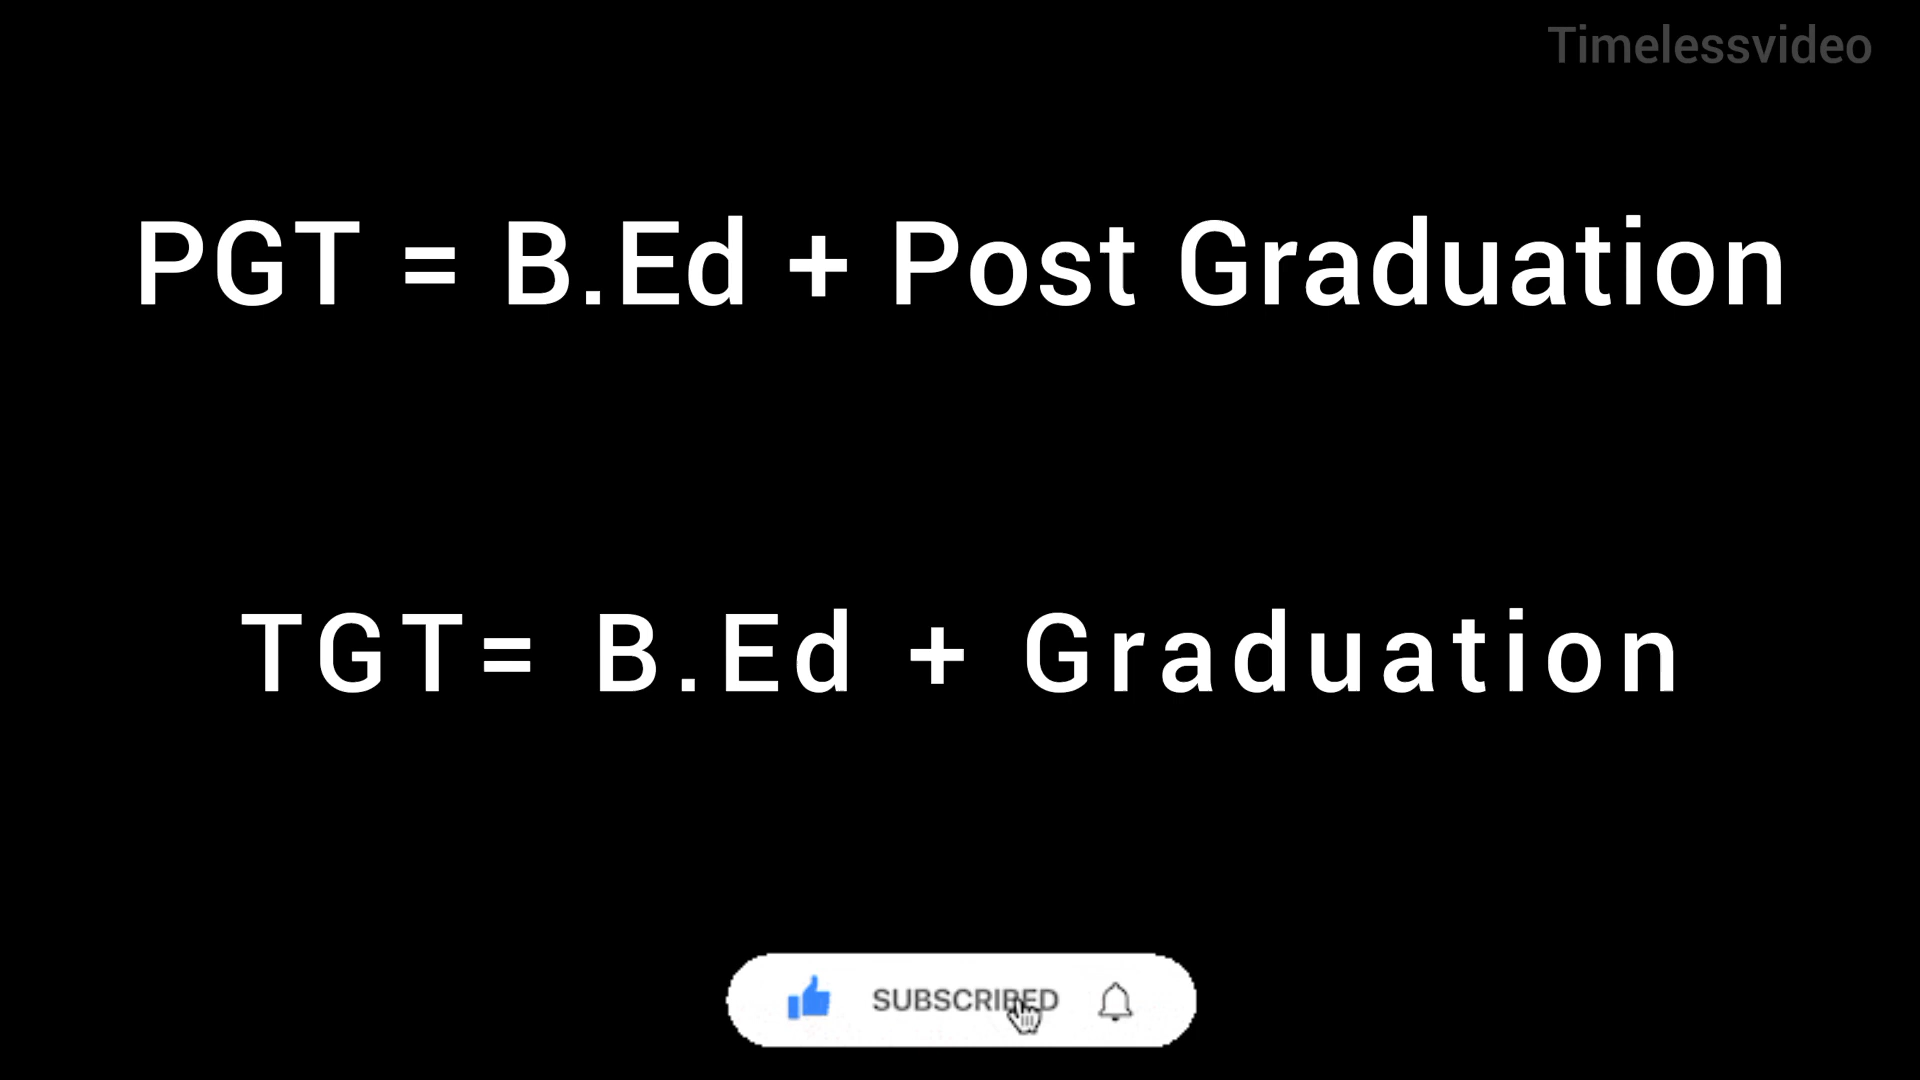 Timelessvideo
PGT = B.Ed + Post Graduation
TGT= B.Ed + Graduation
SUBSCRIBED